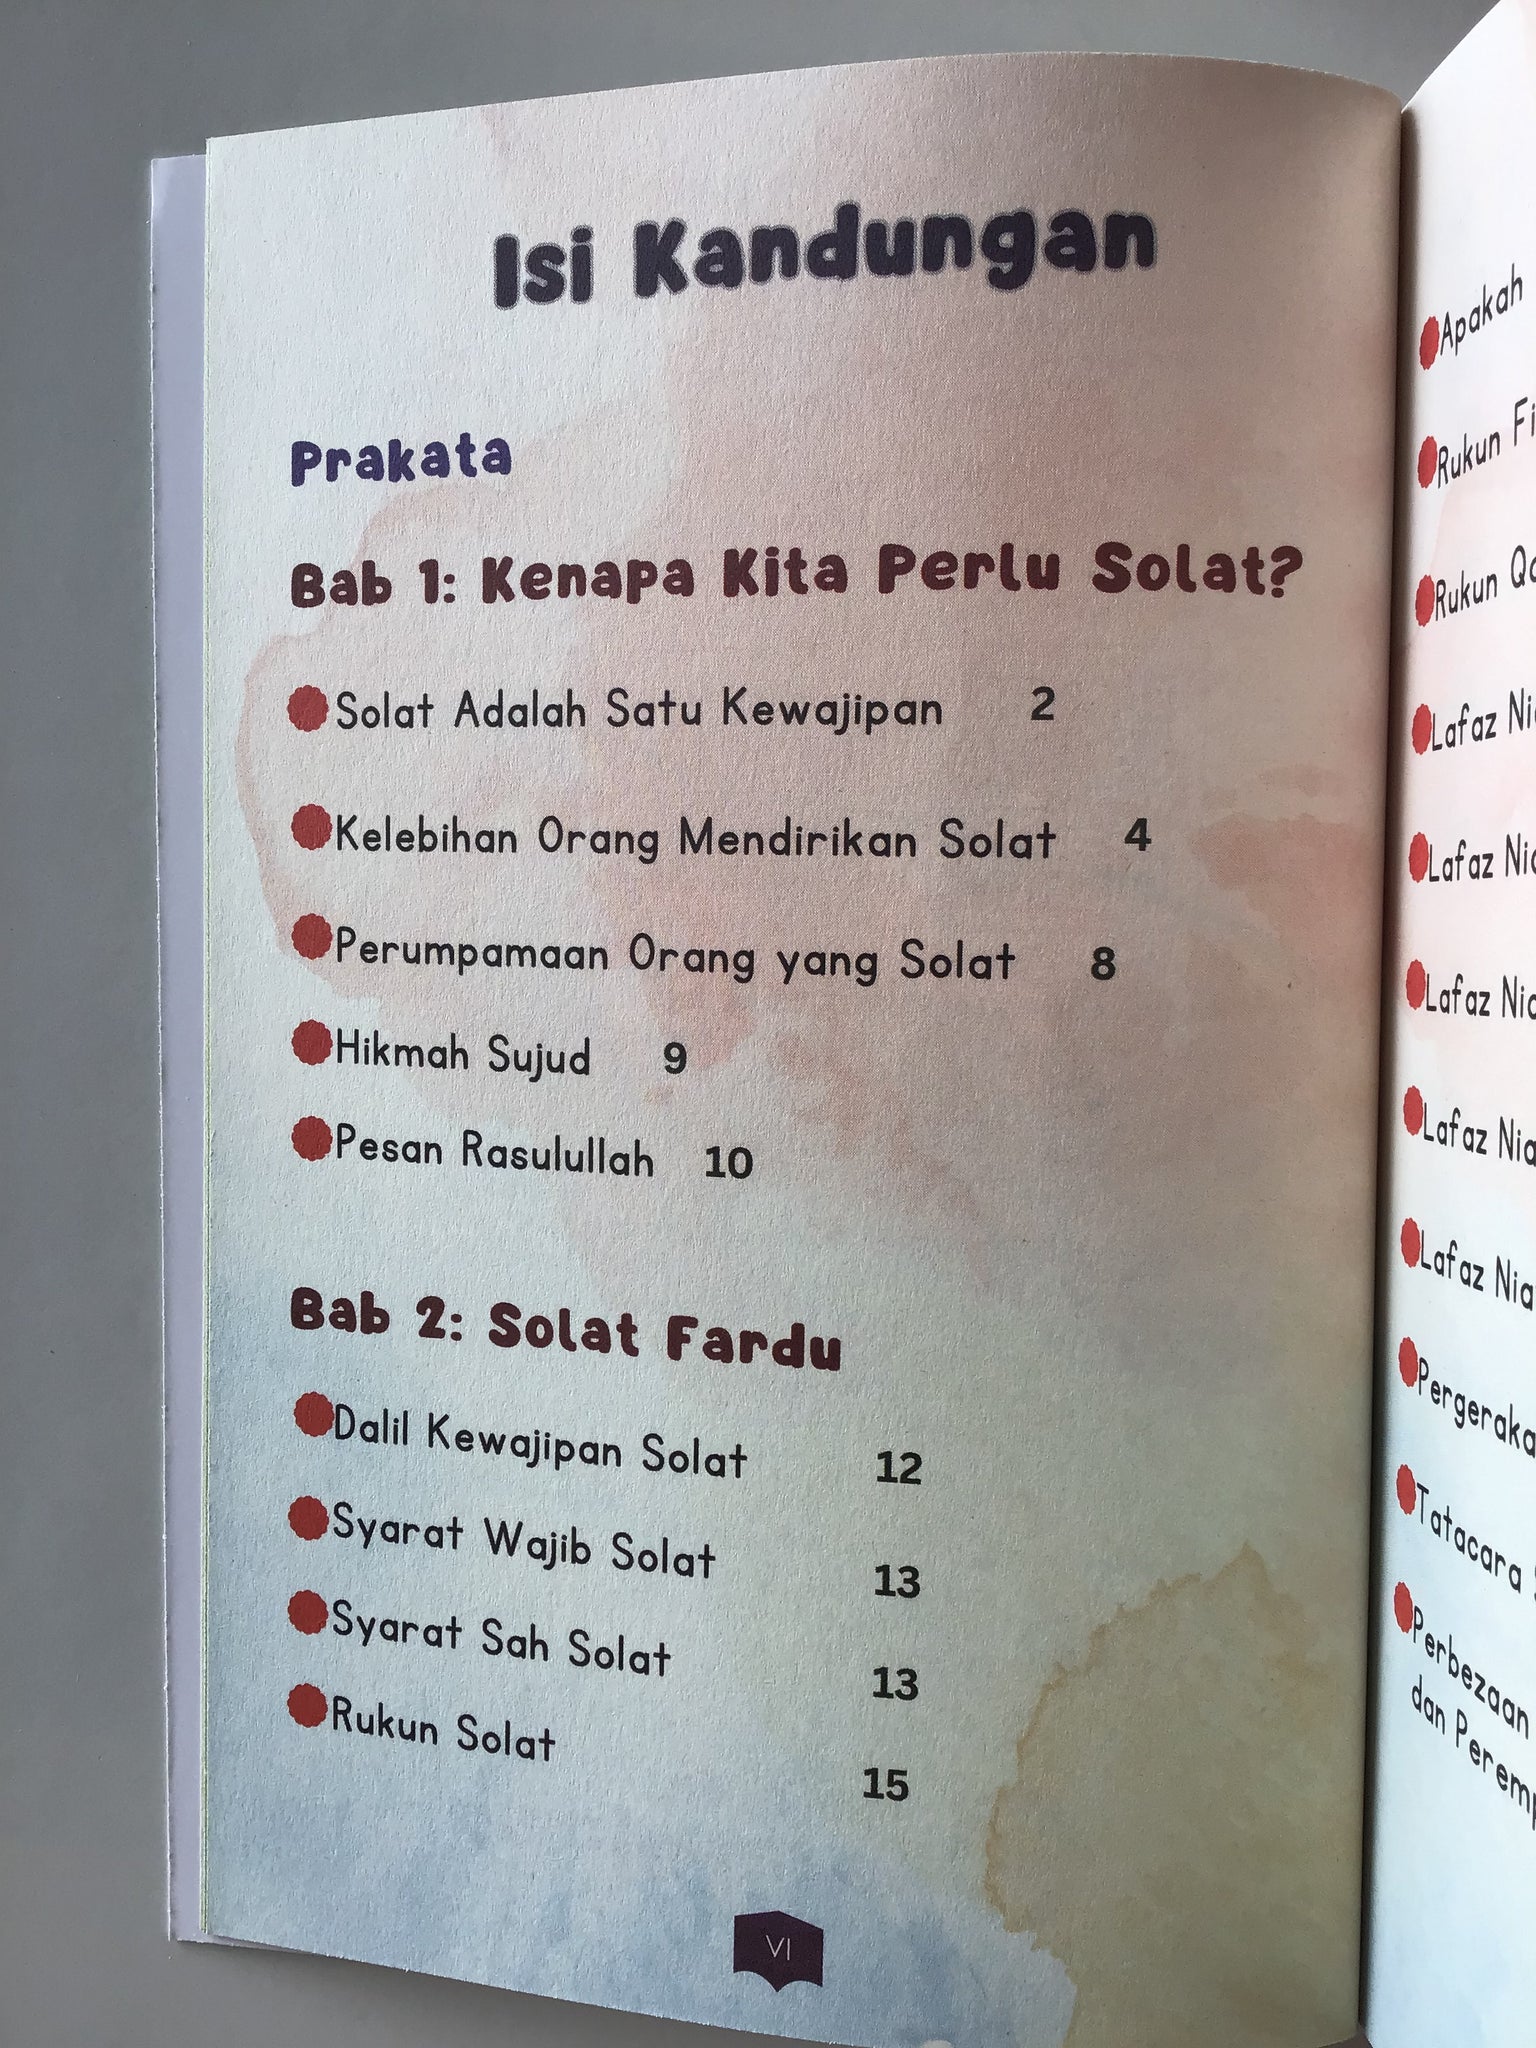 Isi Kandungan
Prakata
Bab 1: Kenapa Kita Perlu Solat?
Solat Adalah Satu Kewajipan 2
Kelebihan Orang Mendirikan Solat 4
Perumpamaan Orang yang Solat 8
Hikmah Sujud 9
Pesan Rasulullah 10
Bab 2: Solat Fardu
Dalil Kewajipan Solat 12
Syarat Wajib Solat 13
Syarat Sah Solat 13
Rukun Solat 15
VI
Apakah
Rukun
Rukun
Lafaz
Lafaz
Lafaz
Lafaz
Lafaz
Tatacara
Perbezaan
dan